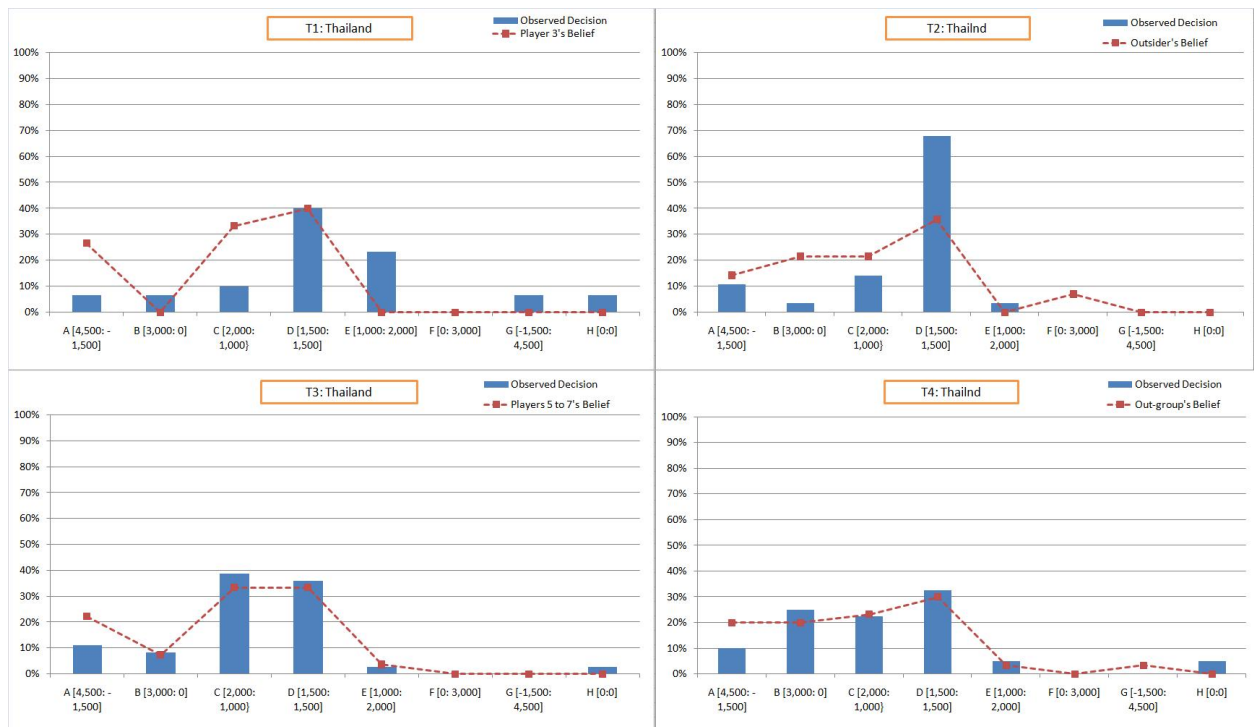 T1: Thailand
Observed Decision
Player 3's Belief
100%
90%
80%
70%
60%
50%
40%
30%
20%
10%
0%
A [4,500: -
1,500]
B [3,000: 0]
C [2,000:
1,000}
D [1,500:
1,500]
E [1,000: 2,000]
F [0: 3,000]
G [-1,500:
4,500]
H [0:0]
T2: Thailnd
Observed Decision
Outsider's Belief
100%
90%
80%
70%
60%
50%
40%
30%
20%
10%
0%
A [4,500: -
1,500]
B [3,000: 0]
C [2,000:
1,000}
D [1,500:
1,500]
E [1,000:
2,000]
F [0: 3,000]
G [-1,500:
4,500]
H [0:0]
T3: Thailand
Observed Decision
Players 5 to 7's Belief
100%
90%
80%
70%
60%
50%
40%
30%
20%
10%
0%
A [4,500: -
1,500]
B [3,000: 0]
C [2,000:
1,000}
D [1,500:
1,500]
E [1,000:
2,000]
F [0: 3,000]
G [-1,500:
4,500]
H [0:0]
T4: Thailnd
Observed Decision
Out-group's Belief
100%
90%
80%
70%
60%
50%
40%
30%
20%
10%
0%
A [4,500: -
1,500]
B [3,000: 0]
C [2,000:
1,000}
D [1,500:
1,500]
E [1,000:
2,000]
F [0: 3,000]
G [-1,500:
4,500]
H [0:0]